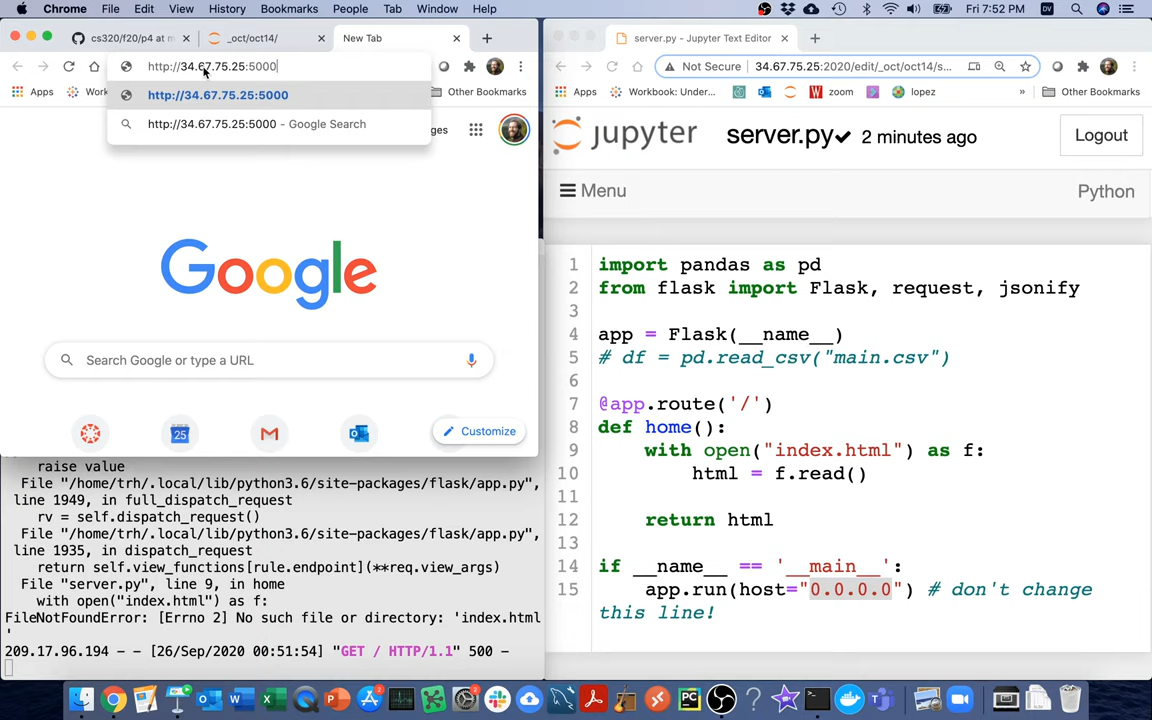 Chrome File Edit View History Bookmarks People Tab Window Help
Fri 7:52 PM
cs320/f20/p4 at m
_oct/oct14/
New Tab
server.py - Jupyter Text Editor
http://34.67.75.25:5000
Not Secure 34.67.75.25:2020/edit/_oct/oct14/s...
Apps
Work
http://34.67.75.25:5000
Other Bookmarks
Apps
Workbook: Under...
zoom
lopez
»
Other Bookmarks
http://34.67.75.25:5000 - Google Search
ges
jupyter server.py 2 minutes ago
Logout
Menu
Python
Google
Search Google or type a URL
25
Customize
raise value
File "/home/trh/.local/lib/python3.6/site-packages/flask/app.py",
line 1949, in full_dispatch_request
rv = self.dispatch_request()
File "/home/trh/.local/lib/python3.6/site-packages/flask/app.py",
line 1935, in dispatch_request
return self.view_functions[rule.endpoint](**req.view_args)
File "server.py", line 9, in home
with open("index.html") as f:
FileNotFoundError: [Errno 2] No such file or directory: 'index.html
'
209.17.96.194 - - [26/Sep/2020 00:51:54] "GET / HTTP/1.1" 500 -
1 import pandas as pd
2 from flask import Flask, request, jsonify
3
4 app = Flask(__name__)
5 # df = pd.read_csv("main.csv")
6
7 @app.route('/')
8 def home():
9 with open("index.html") as f:
10 html = f.read()
11
12 return html
13
14 if __name__ == '__main__':
15 app.run(host="0.0.0.0") # don't change
this line!